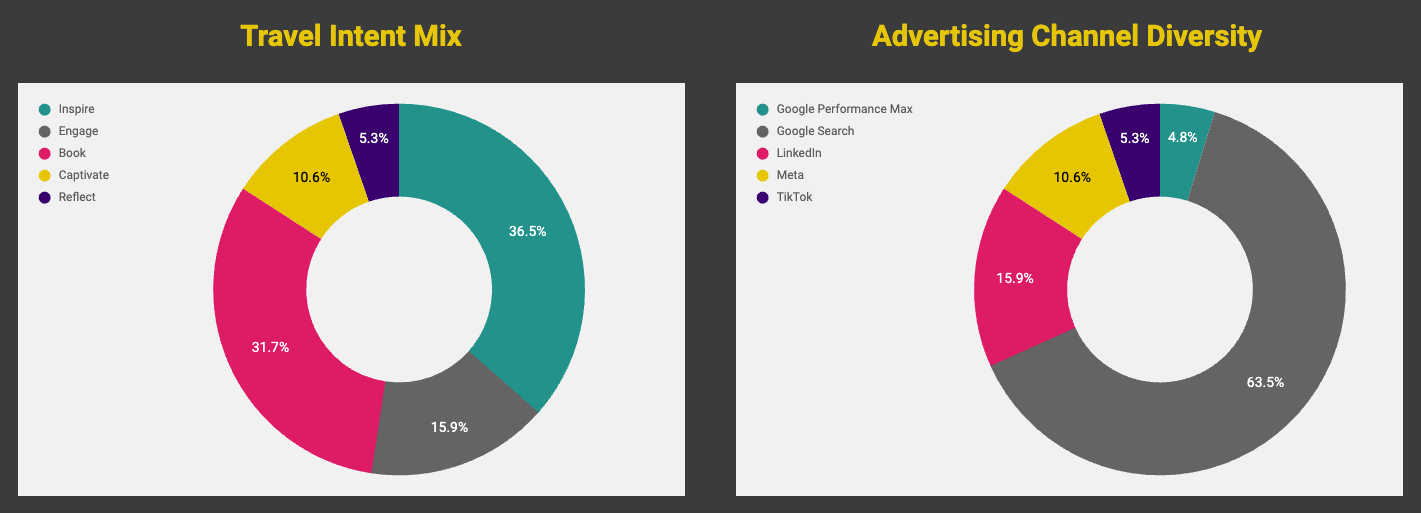 Travel Intent Mix
Inspire
Engage
Book
Captivate
Reflect
5.3%
10.6%
36.5%
31.7%
15.9%
Advertising Channel Diversity
Google Performance Max
Google Search
LinkedIn
Meta
TikTok
5.3%
4.8%
10.6%
15.9%
63.5%